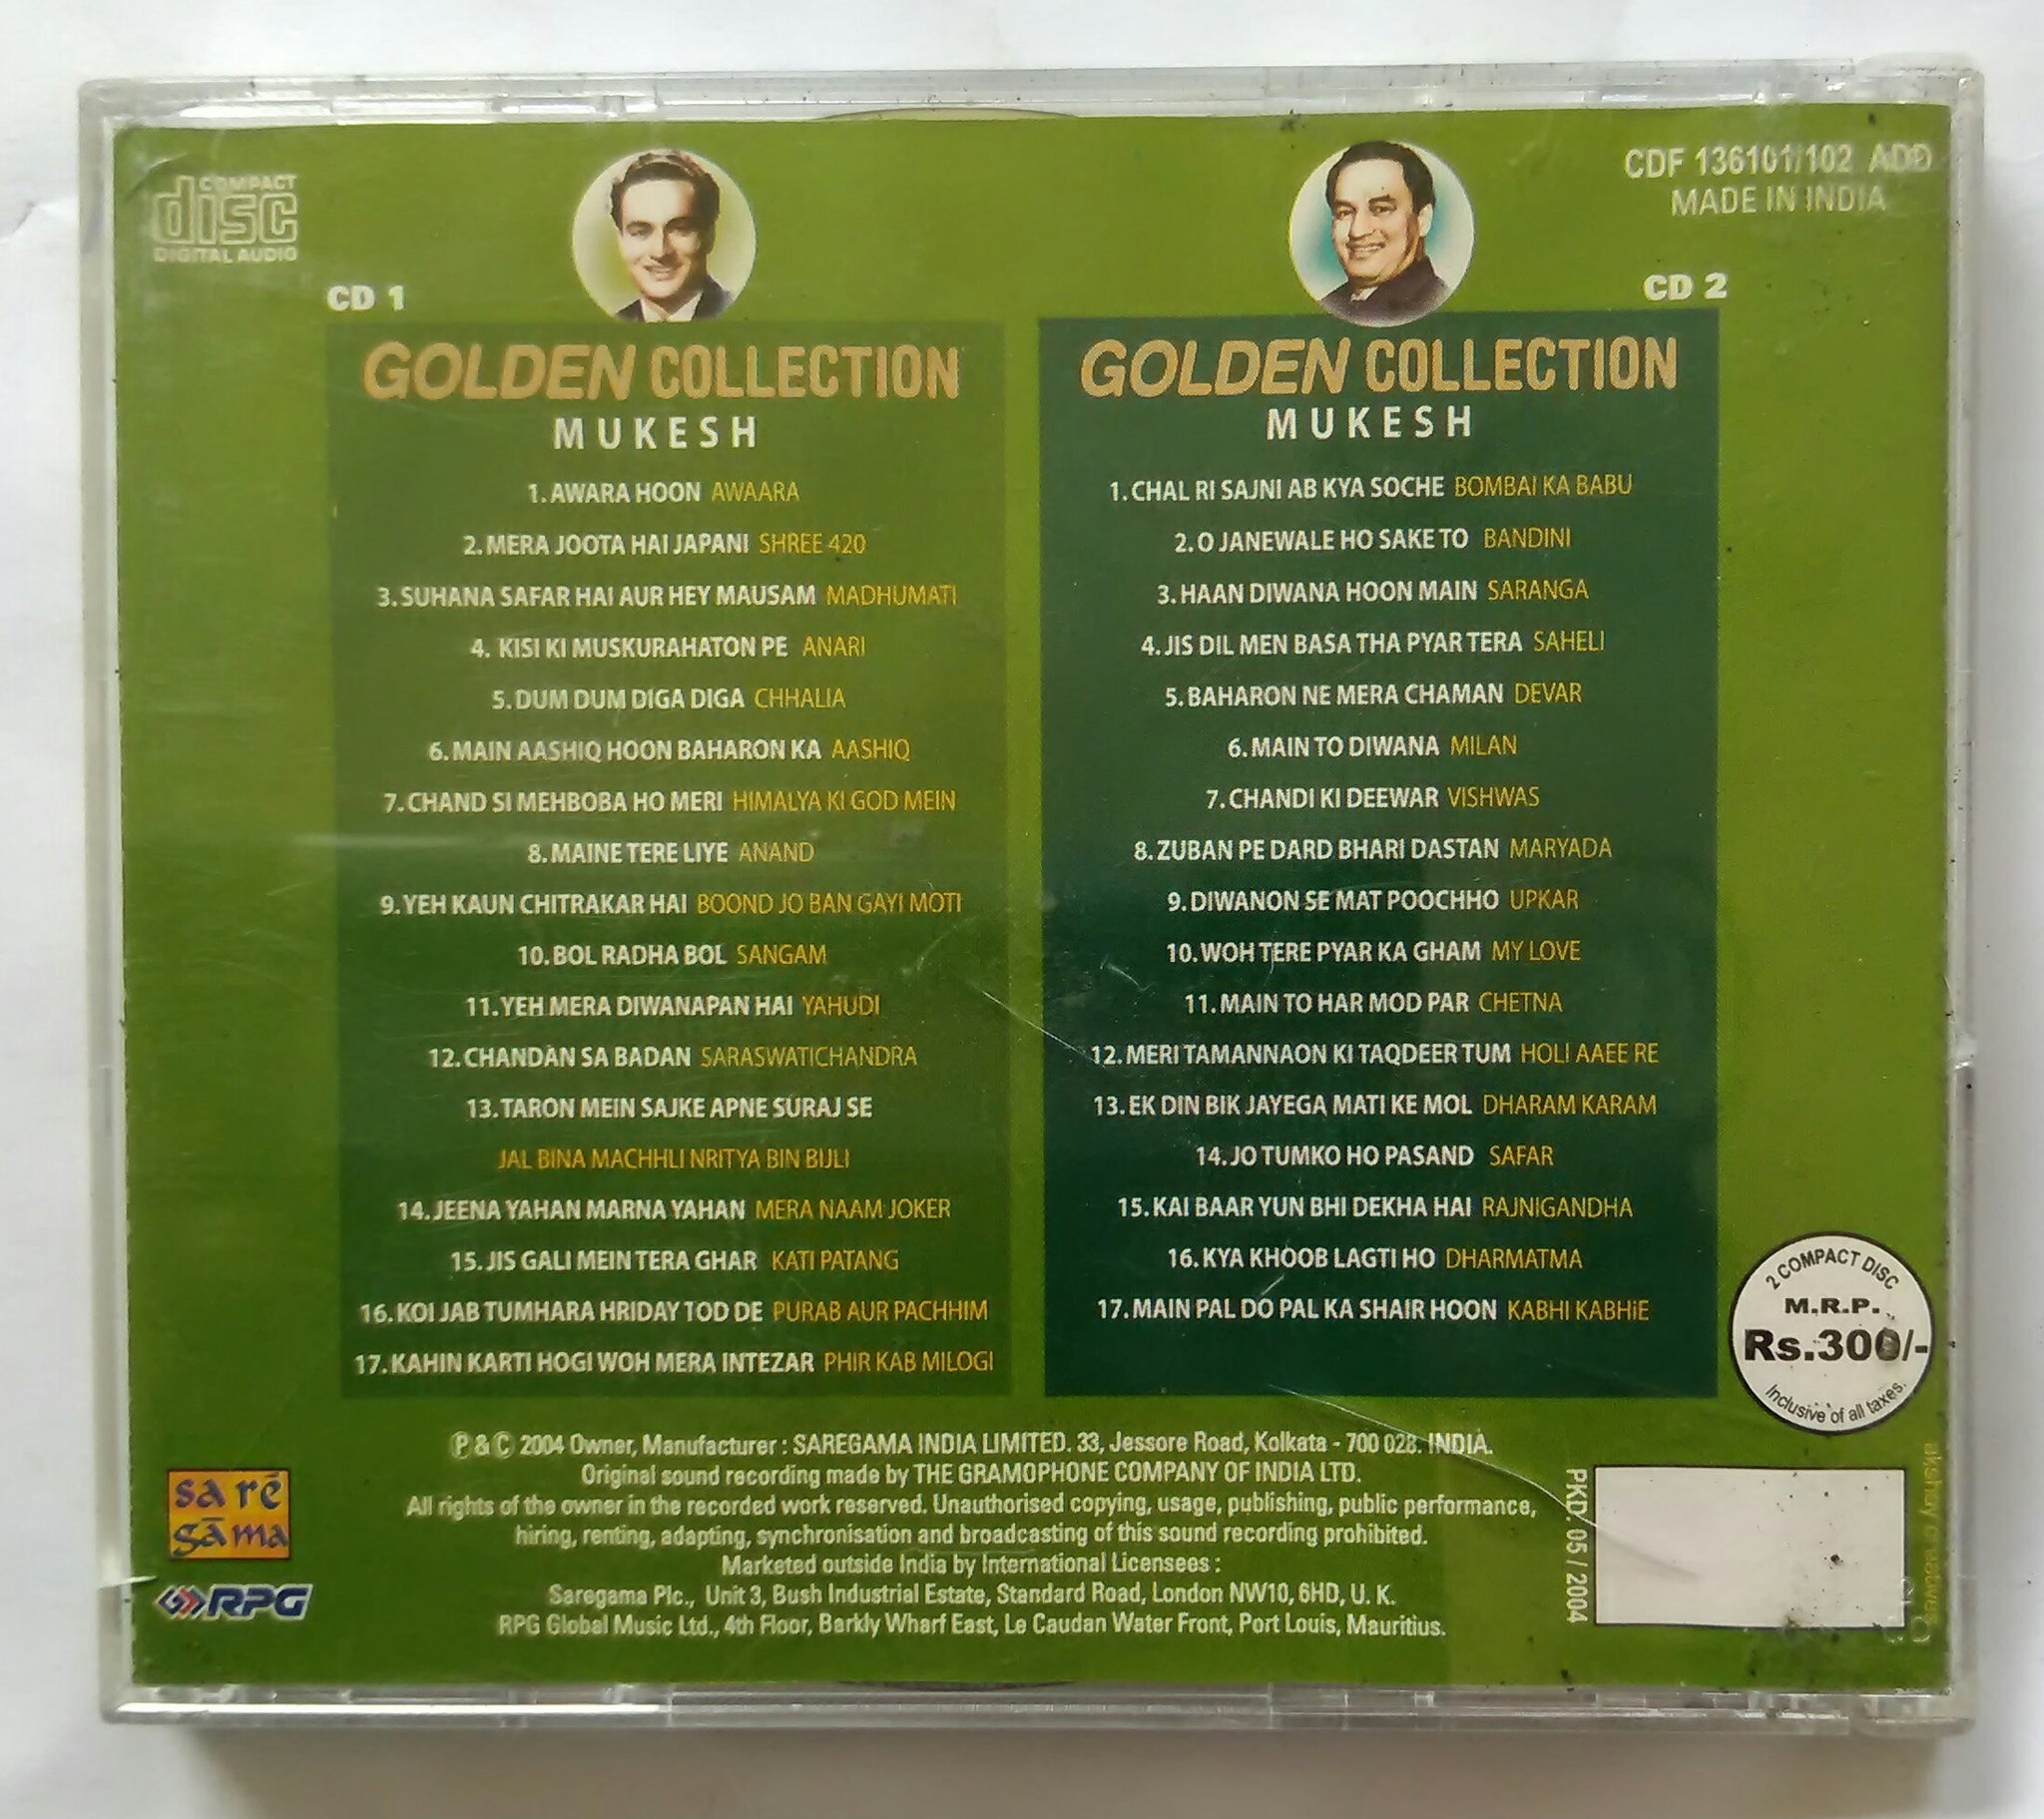 COMPACT
disc
DIGITAL AUDIO
CDF 136101/102 ADD
MADE IN INDIA
CD 1
GOLDEN COLLECTION
MUKESH
1. AWARA HOON AWAARA
2. MERA JOOTA HAI JAPANI SHREE 420
3. SUHANA SAFAR HAI AUR HEY MAUSAM MADHUMATI
4. KISI KI MUSKURAHATON PE ANARI
5. DUM DUM DIGA DIGA CHHALIA
6. MAIN AASHIQ HOON BAHARON KA AASHIQ
7. CHAND SI MEHBOBA HO MERI HIMALYA KI GOD MEIN
8. MAINE TERE LIYE ANAND
9. YEH KAUN CHITRAKAR HAI BOOND JO BAN GAYI MOTI
10. BOL RADHA BOL SANGAM
11. YEH MERA DIWANAPAN HAI YAHUDI
12. CHANDAN SA BADAN SARASWATICHANDRA
13. TARON MEIN SAJKE APNE SURAJ SE
JAL BINA MACHHLI NRITYA BIN BIJLI
14. JEENA YAHAN MARNA YAHAN MERA NAAM JOKER
15. JIS GALI MEIN TERA GHAR KATI PATANG
16. KOI JAB TUMHARA HRIDAY TOD DE PURAB AUR PACHHIM
17. KAHIN KARTI HOGI WOH MERA INTEZAR PHIR KAB MILOGI
CD 2
GOLDEN COLLECTION
MUKESH
1. CHAL RI SAJNI AB KYA SOCHE BOMBAI KA BABU
2. O JANEWALE HO SAKE TO BANDINI
3. HAAN DIWANA HOON MAIN SARANGA
4. JIS DIL MEN BASA THA PYAR TERA SAHELI
5. BAHARON NE MERA CHAMAN DEVAR
6. MAIN TO DIWANA MILAN
7. CHANDI KI DEEWAR VISHWAS
8. ZUBAN PE DARD BHARI DASTAN MARYADA
9. DIWANON SE MAT POOCHHO UPKAR
10. WOH TERE PYAR KA GHAM MY LOVE
11. MAIN TO HAR MOD PAR CHETNA
12. MERI TAMANNAON KI TAQDEER TUM HOLI AAEE RE
13. EK DIN BIK JAYEGA MATI KE MOL DHARAM KARAM
14. JO TUMKO HO PASAND SAFAR
15. KAI BAAR YUN BHI DEKHA HAI RAJNIGANDHA
16. KYA KHOOB LAGTI HO DHARMATMA
17. MAIN PAL DO PAL KA SHAIR HOON KABHI KABHiE
2 COMPACT DISC
M.R.P.
Rs.300/-
Inclusive of all taxes.
℗ & © 2004 Owner, Manufacturer : SAREGAMA INDIA LIMITED. 33, Jessore Road, Kolkata - 700 028. INDIA.
Original sound recording made by THE GRAMOPHONE COMPANY OF INDIA LTD.
All rights of the owner in the recorded work reserved. Unauthorised copying, usage, publishing, public performance,
hiring, renting, adapting, synchronisation and broadcasting of this sound recording prohibited.
Marketed outside India by International Licensees :
Saregama Plc., Unit 3, Bush Industrial Estate, Standard Road, London NW10, 6HD, U. K.
RPG Global Music Ltd., 4th Floor, Barkly Wharf East, Le Caudan Water Front, Port Louis, Mauritius.
sa rē
gāma
RPG
PKD. 05 / 2004